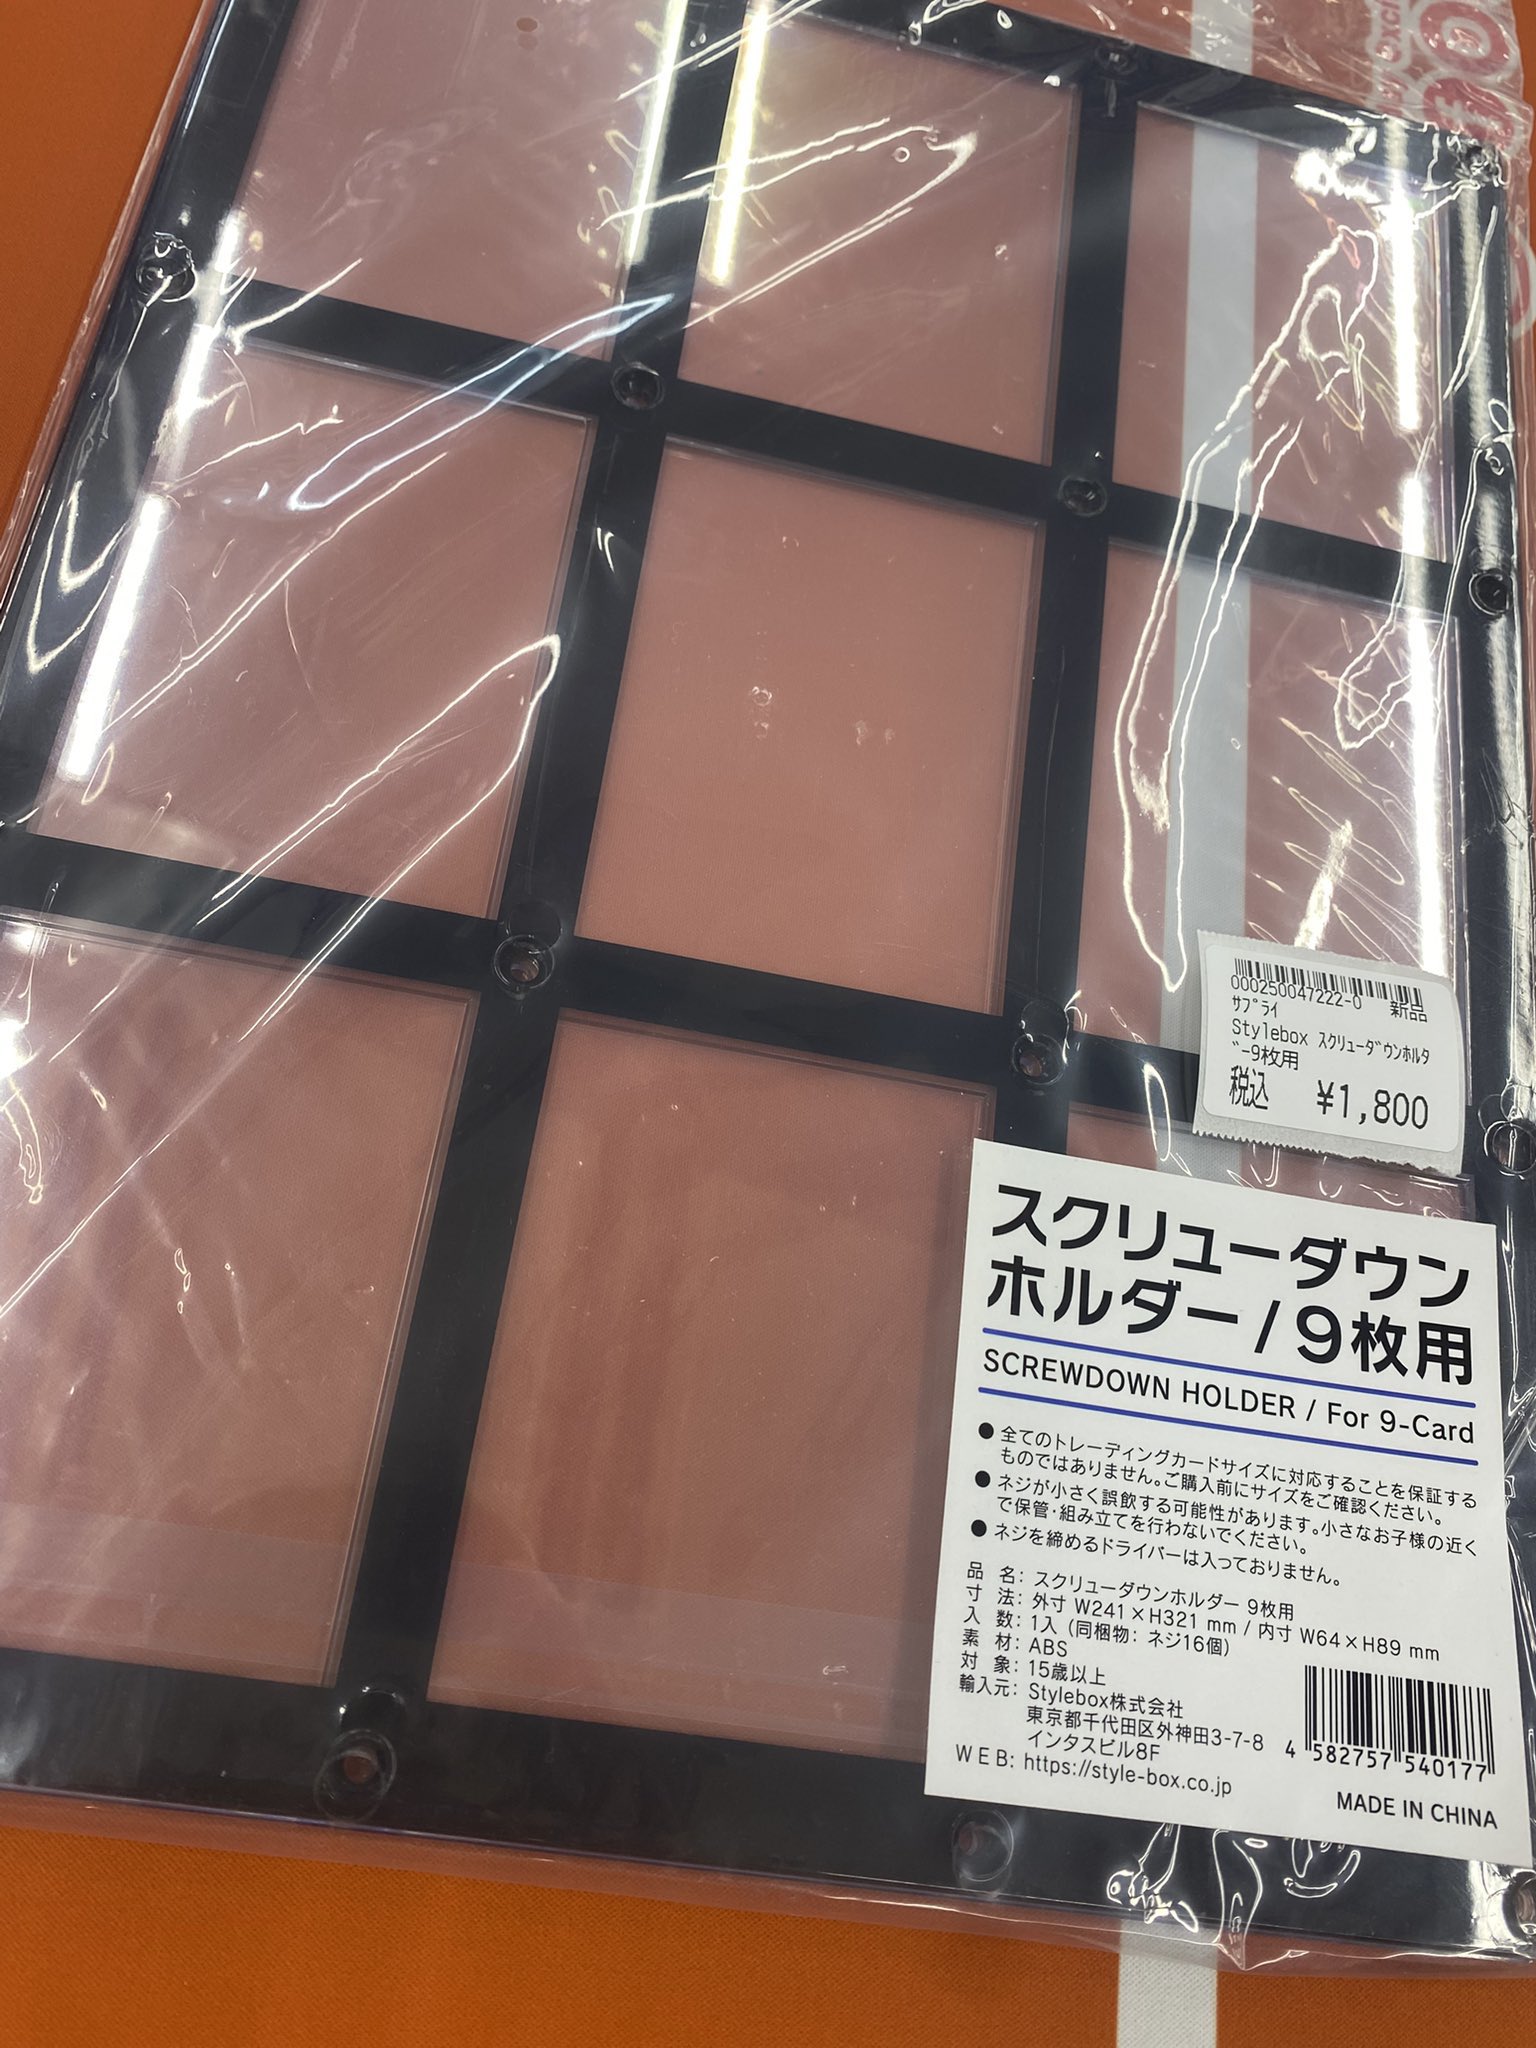 000250047222-0 新品
サプライ
Stylebox スクリューダウンホルタ
ﾞー9枚用
税込 ¥1,800
スクリューダウン
ホルダー/9枚用
SCREWDOWN HOLDER / For 9-Card
● 全てのトレーディングカードサイズに対応することを保証する
ものではありません。ご購入前にサイズをご確認ください。
● ネジが小さく誤飲する可能性があります。小さなお子様の近く
で保管・組み立てを行わないでください。
● ネジを締めるドライバーは入っておりません。
品 名: スクリューダウンホルダー 9枚用
寸 法: 外寸 W241×H321 mm / 内寸 W64×H89 mm
入 数: 1入 (同梱物: ネジ16個)
素 材: ABS
対 象: 15歳以上
輸入元: Stylebox株式会社
東京都千代田区外神田3-7-8
インタスビル8F
WEB: https://style-box.co.jp
4 582757 540177
MADE IN CHINA